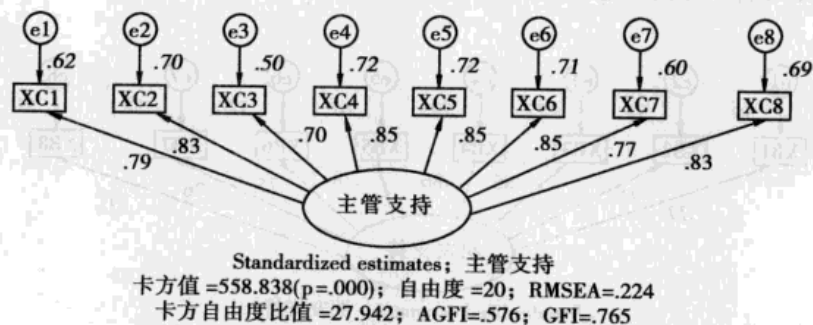 e1 e2 e3 e4 e5 e6 e7 e8
.62 .70 .50 .72 .72 .71 .60 .69
XC1 XC2 XC3 XC4 XC5 XC6 XC7 XC8
.79 .83 .70 .85 .85 .85 .77 .83
主管支持
Standardized estimates; 主管支持
卡方值=558.838(p=.000); 自由度=20; RMSEA=.224
卡方自由度比值=27.942; AGFI=.576; GFI=.765